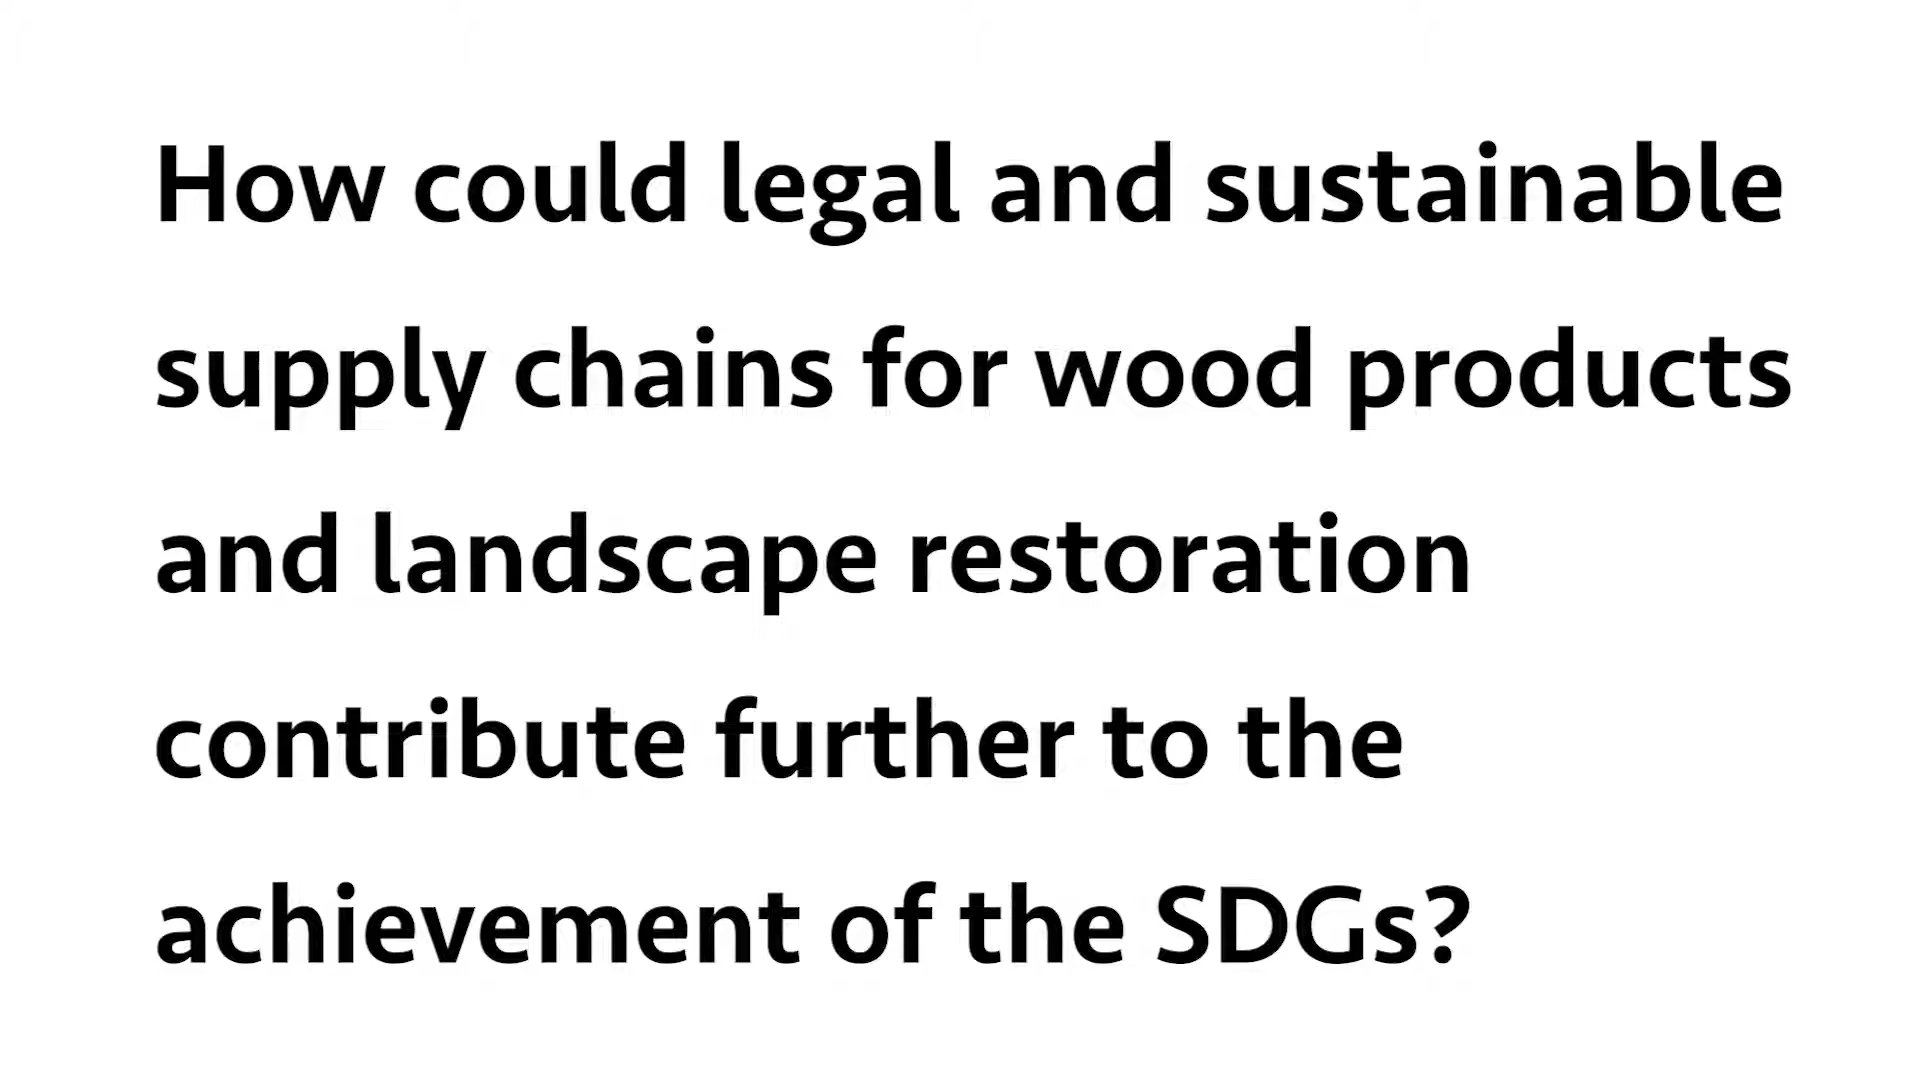 How could legal and sustainable
supply chains for wood products
and landscape restoration
contribute further to the
achievement of the SDGs?